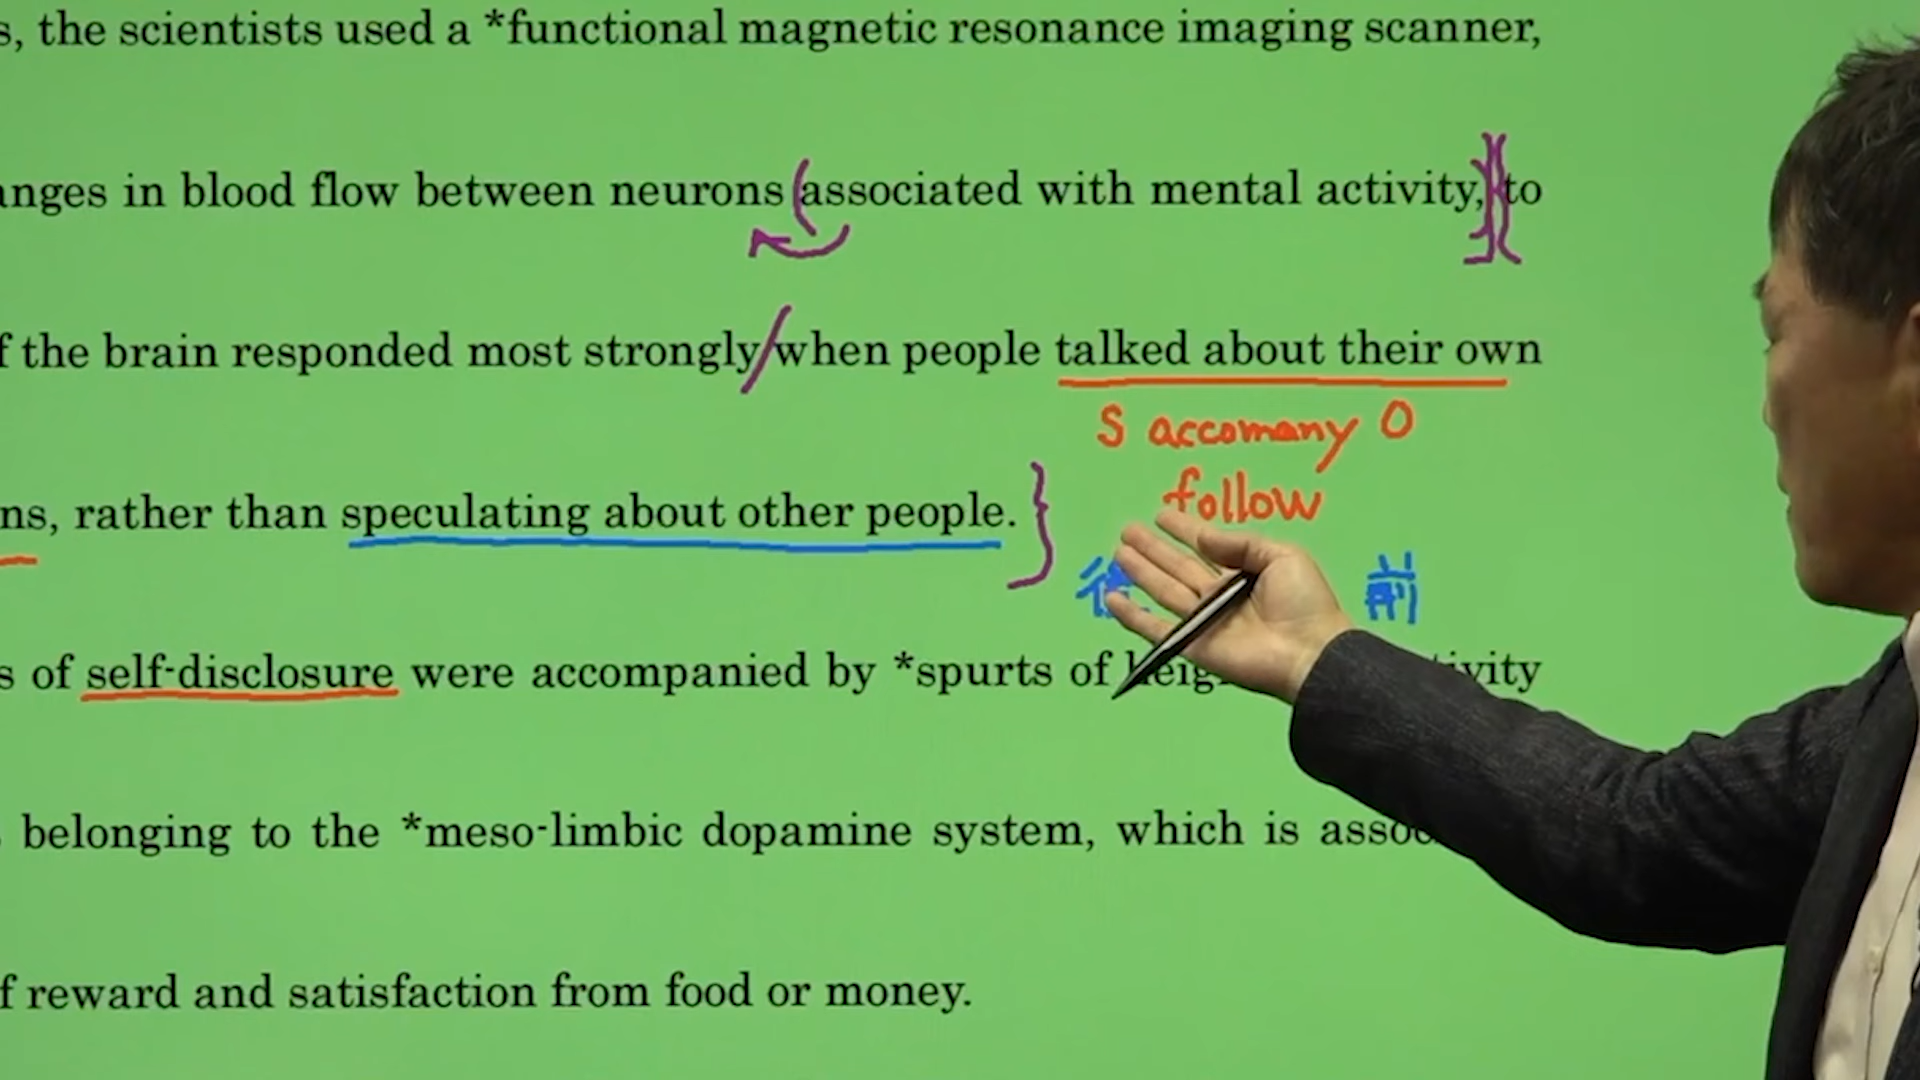 s, the scientists used a *functional magnetic resonance imaging scanner,
anges in blood flow between neurons (associated with mental activity,) to
f the brain responded most strongly/when people talked about their own
S accomany O
follow
ns, rather than speculating about other people. }
後 前
s of self-disclosure were accompanied by *spurts of
belonging to the *meso-limbic dopamine system, which is
f reward and satisfaction from food or money.